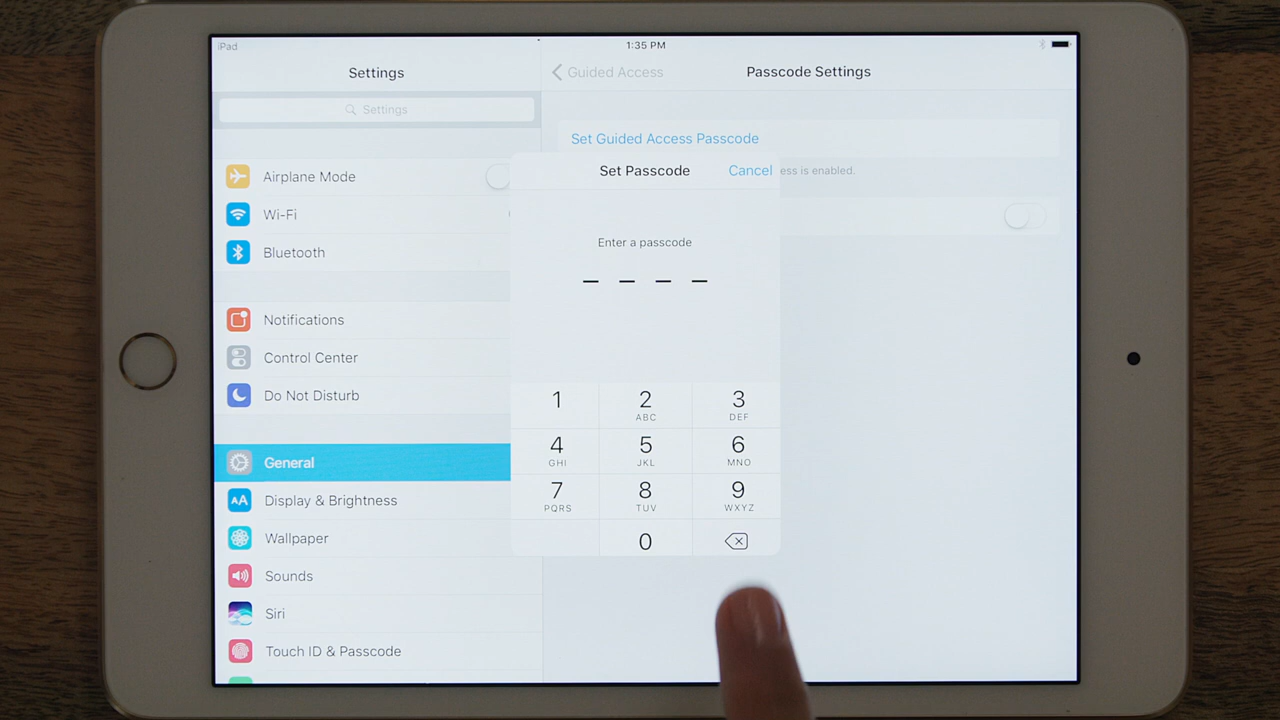 iPad
1:35 PM
Settings
Guided Access
Passcode Settings
Settings
Set Guided Access Passcode
ess is enabled.
Airplane Mode
Wi-Fi
Bluetooth
Notifications
Control Center
Do Not Disturb
General
Display & Brightness
Wallpaper
Sounds
Siri
Touch ID & Passcode
Set Passcode
Cancel
Enter a passcode
1
2 ABC
3 DEF
4 GHI
5 JKL
6 MNO
7 PQRS
8 TUV
9 WXYZ
0
AA